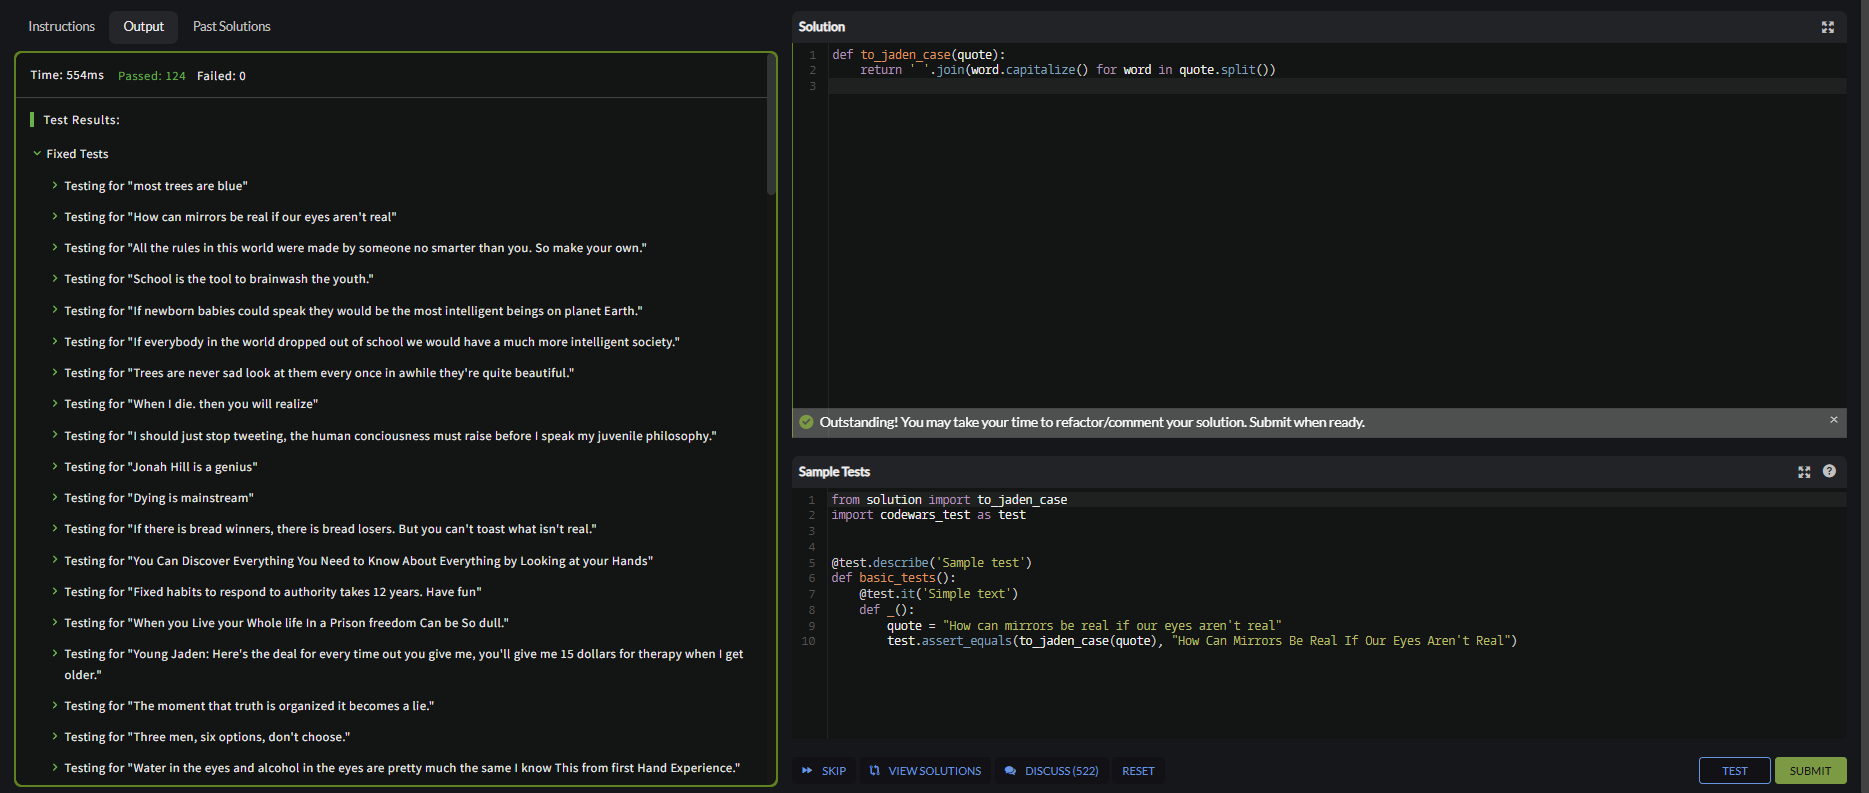 Instructions
Output
Past Solutions
Time: 554ms Passed: 124 Failed: 0
Test Results:
Fixed Tests
Testing for "most trees are blue"
Testing for "How can mirrors be real if our eyes aren't real"
Testing for "All the rules in this world were made by someone no smarter than you. So make your own."
Testing for "School is the tool to brainwash the youth."
Testing for "If newborn babies could speak they would be the most intelligent beings on planet Earth."
Testing for "If everybody in the world dropped out of school we would have a much more intelligent society."
Testing for "Trees are never sad look at them every once in awhile they're quite beautiful."
Testing for "When I die. then you will realize"
Testing for "I should just stop tweeting, the human conciousness must raise before I speak my juvenile philosophy."
Testing for "Jonah Hill is a genius"
Testing for "Dying is mainstream"
Testing for "If there is bread winners, there is bread losers. But you can't toast what isn't real."
Testing for "You Can Discover Everything You Need to Know About Everything by Looking at your Hands"
Testing for "Fixed habits to respond to authority takes 12 years. Have fun"
Testing for "When you Live your Whole life In a Prison freedom Can be So dull."
Testing for "Young Jaden: Here's the deal for every time out you give me, you'll give me 15 dollars for therapy when I get
older."
Testing for "The moment that truth is organized it becomes a lie."
Testing for "Three men, six options, don't choose."
Testing for "Water in the eyes and alcohol in the eyes are pretty much the same I know This from first Hand Experience."
Solution
1 def to_jaden_case(quote):
2     return ' '.join(word.capitalize() for word in quote.split())
3
Outstanding! You may take your time to refactor/comment your solution. Submit when ready.
×
Sample Tests
?
1 from solution import to_jaden_case
2 import codewars_test as test
3
4
5 @test.describe('Sample test')
6 def basic_tests():
7     @test.it('Simple text')
8     def _():
9         quote = "How can mirrors be real if our eyes aren't real"
10         test.assert_equals(to_jaden_case(quote), "How Can Mirrors Be Real If Our Eyes Aren't Real")
SKIP
VIEW SOLUTIONS
DISCUSS (522)
RESET
TEST
SUBMIT